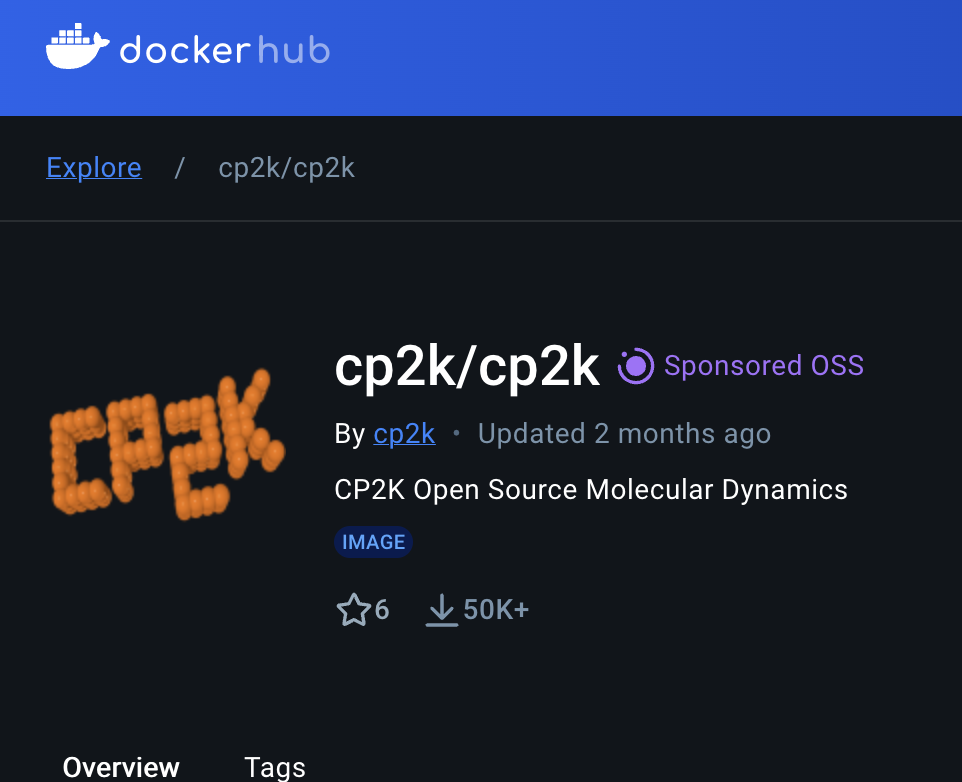 dockerhub
Explore / cp2k/cp2k
CP2K
cp2k/cp2k Sponsored OSS
By cp2k • Updated 2 months ago
CP2K Open Source Molecular Dynamics
IMAGE
6 50K+
Overview Tags